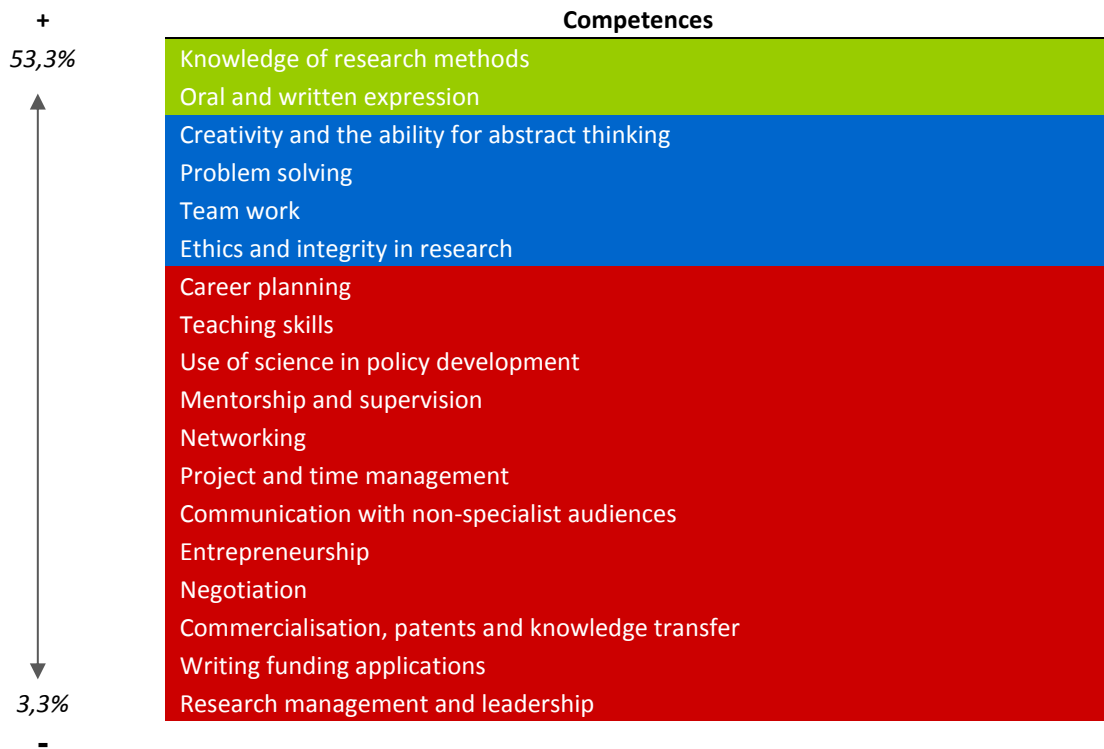 + Competences
53,3% Knowledge of research methods
Oral and written expression
Creativity and the ability for abstract thinking
Problem solving
Team work
Ethics and integrity in research
Career planning
Teaching skills
Use of science in policy development
Mentorship and supervision
Networking
Project and time management
Communication with non-specialist audiences
Entrepreneurship
Negotiation
Commercialisation, patents and knowledge transfer
Writing funding applications
3,3% Research management and leadership
-